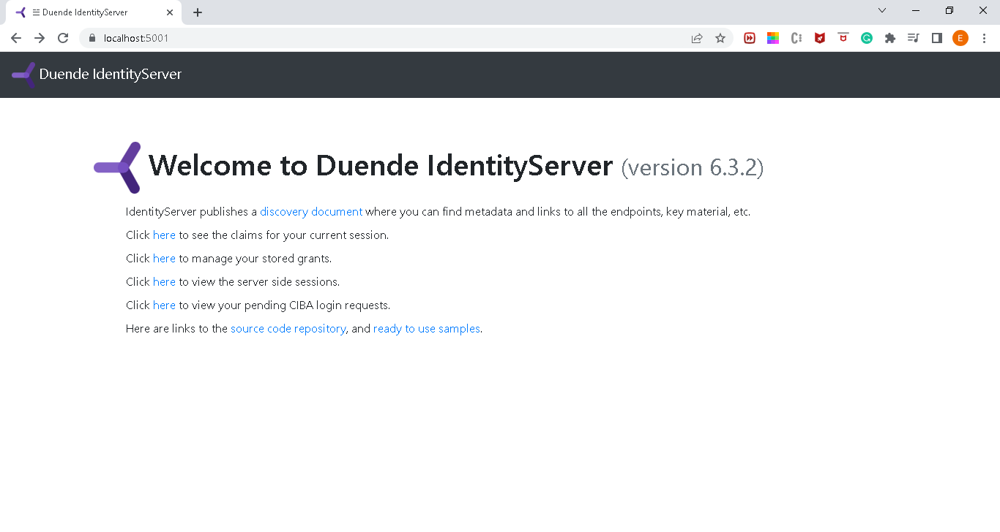 Duende IdentityServer
localhost:5001
E
Duende IdentityServer
Welcome to Duende IdentityServer (version 6.3.2)
IdentityServer publishes a discovery document where you can find metadata and links to all the endpoints, key material, etc.
Click here to see the claims for your current session.
Click here to manage your stored grants.
Click here to view the server side sessions.
Click here to view your pending CIBA login requests.
Here are links to the source code repository, and ready to use samples.